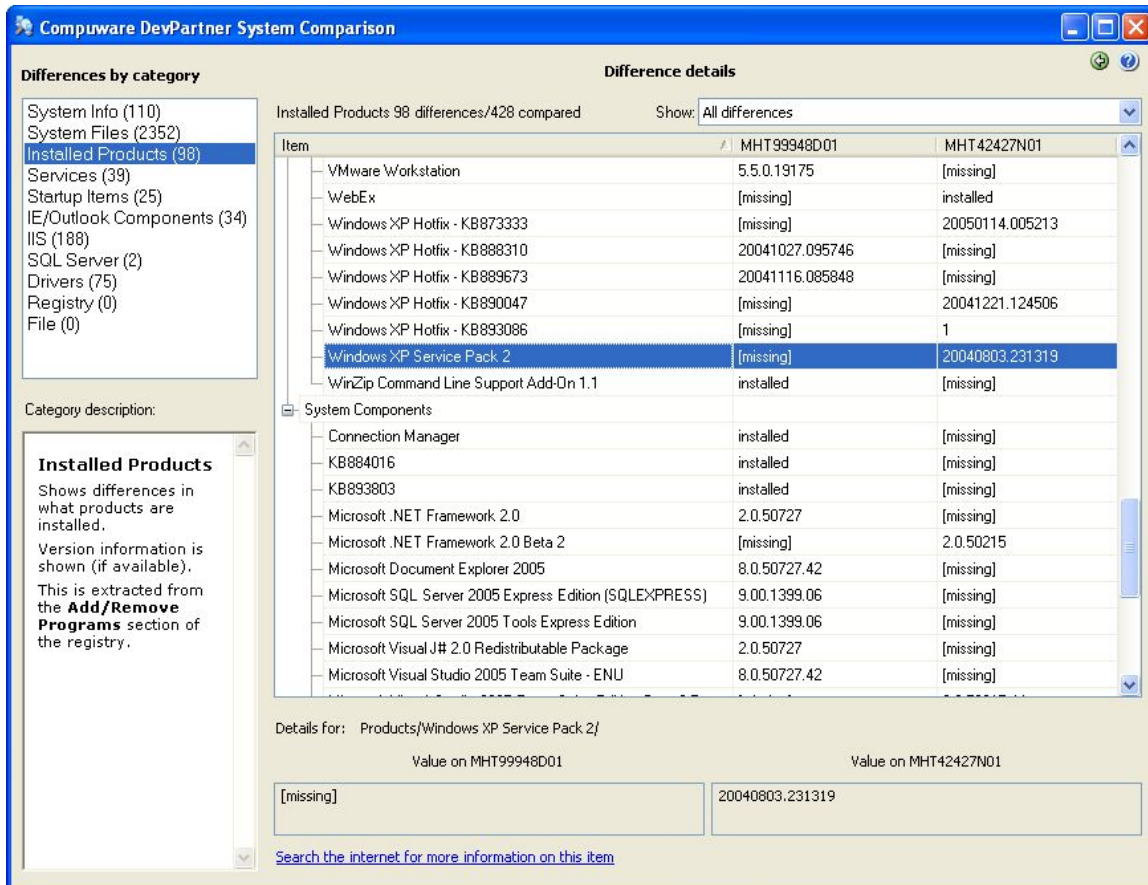 Compuware DevPartner System Comparison
Differences by category
Difference details
System Info (110)
System Files (2352)
Installed Products (98)
Services (39)
Startup Items (25)
IE/Outlook Components (34)
IIS (188)
SQL Server (2)
Drivers (75)
Registry (0)
File (0)
Category description:
Installed Products
Shows differences in
what products are
installed.
Version information is
shown (if available).
This is extracted from
the Add/Remove
Programs section of
the registry.
Installed Products 98 differences/428 compared Show: All differences
Item MHT99948D01 MHT42427N01
VMware Workstation 5.5.0.19175 [missing]
WebEx [missing] installed
Windows XP Hotfix - KB873333 [missing] 20050114.005213
Windows XP Hotfix - KB888310 20041027.095746 [missing]
Windows XP Hotfix - KB889673 20041116.085848 [missing]
Windows XP Hotfix - KB890047 [missing] 20041221.124506
Windows XP Hotfix - KB893086 [missing] 1
Windows XP Service Pack 2 [missing] 20040803.231319
WinZip Command Line Support Add-On 1.1 installed [missing]
System Components
Connection Manager installed [missing]
KB884016 installed [missing]
KB893803 installed [missing]
Microsoft .NET Framework 2.0 2.0.50727 [missing]
Microsoft .NET Framework 2.0 Beta 2 [missing] 2.0.50215
Microsoft Document Explorer 2005 8.0.50727.42 [missing]
Microsoft SQL Server 2005 Express Edition (SQLEXPRESS) 9.00.1399.06 [missing]
Microsoft SQL Server 2005 Tools Express Edition 9.00.1399.06 [missing]
Microsoft Visual J# 2.0 Redistributable Package 2.0.50727 [missing]
Microsoft Visual Studio 2005 Team Suite - ENU 8.0.50727.42 [missing]
Details for: Products/Windows XP Service Pack 2/
Value on MHT99948D01 Value on MHT42427N01
[missing] 20040803.231319
Search the internet for more information on this item